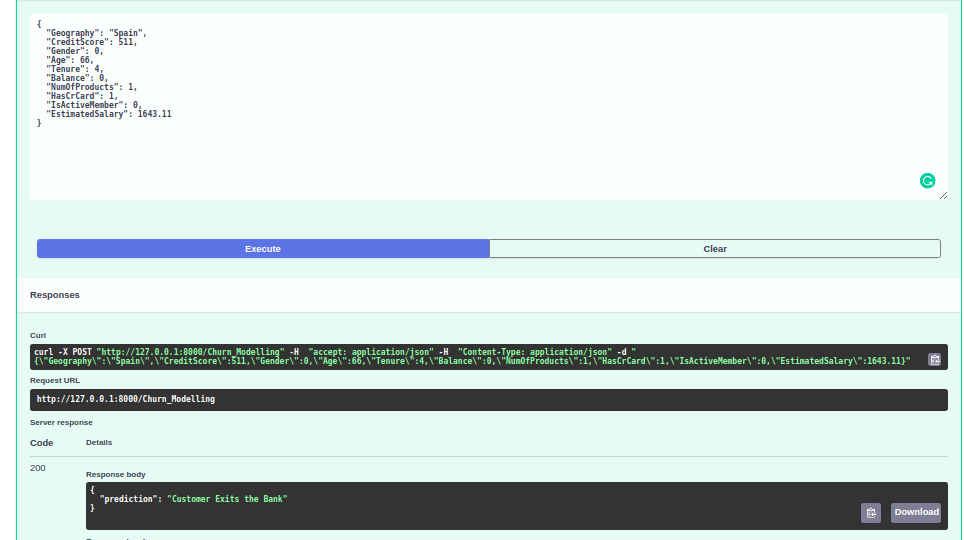 {
"Geography": "Spain",
"CreditScore": 511,
"Gender": 0,
"Age": 66,
"Tenure": 4,
"Balance": 0,
"NumOfProducts": 1,
"HasCrCard": 1,
"IsActiveMember": 0,
"EstimatedSalary": 1643.11
}
Execute Clear
Responses
Curl
curl -X POST "http://127.0.0.1:8000/Churn_Modelling" -H "accept: application/json" -H "Content-Type: application/json" -d "
{\"Geography\":\"Spain\",\"CreditScore\":511,\"Gender\":0,\"Age\":66,\"Tenure\":4,\"Balance\":0,\"NumOfProducts\":1,\"HasCrCard\":1,\"IsActiveMember\":0,\"EstimatedSalary\":1643.11}"
Request URL
http://127.0.0.1:8000/Churn_Modelling
Server response
Code Details
200
Response body
{
"prediction": "Customer Exits the Bank"
}
Download